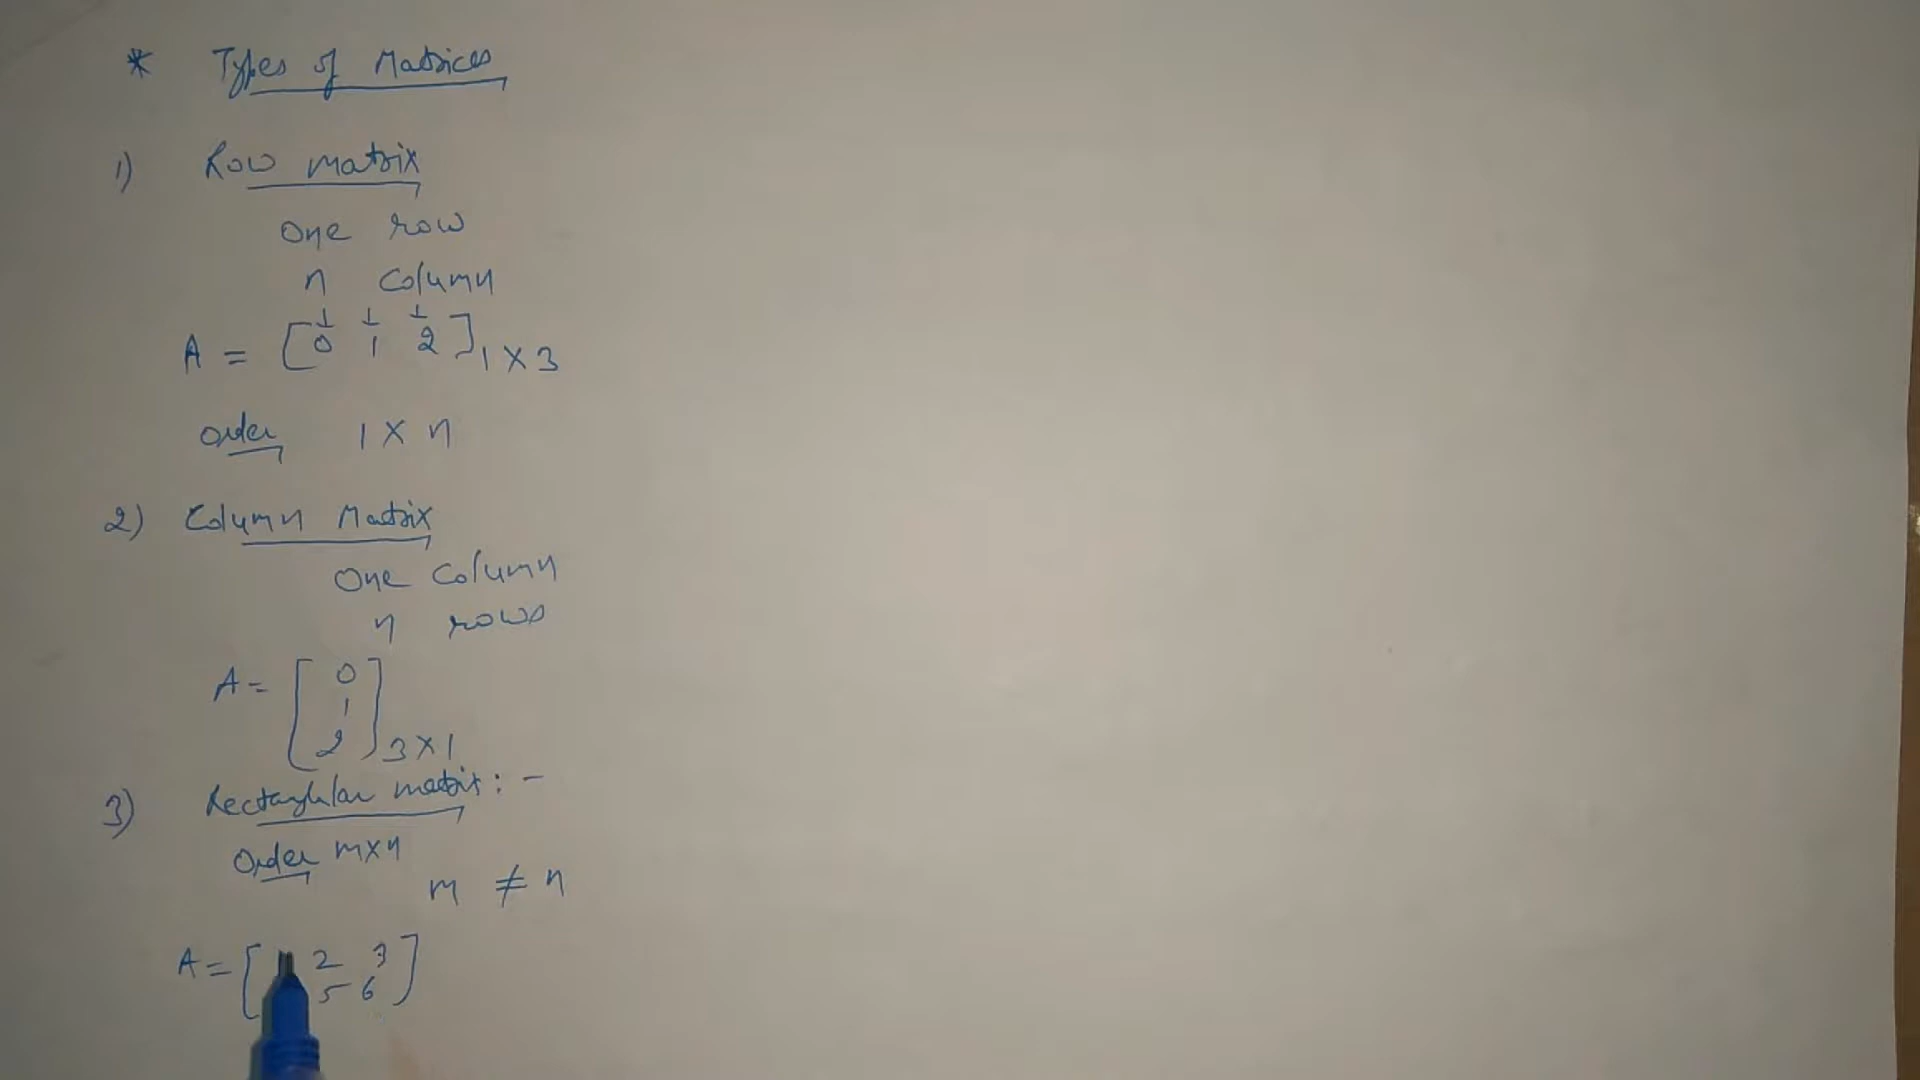 * Types of Matrices
1) Row matrix
One row
n column
A = [0 1 2] 1 X 3
Order 1 X n
2) Column Matrix
One Column
n rows
A = [0
1
2] 3 X 1
3) Rectangular matrix : -
Order m x n
m ≠ n
A = [ 2 3
5 6 ]